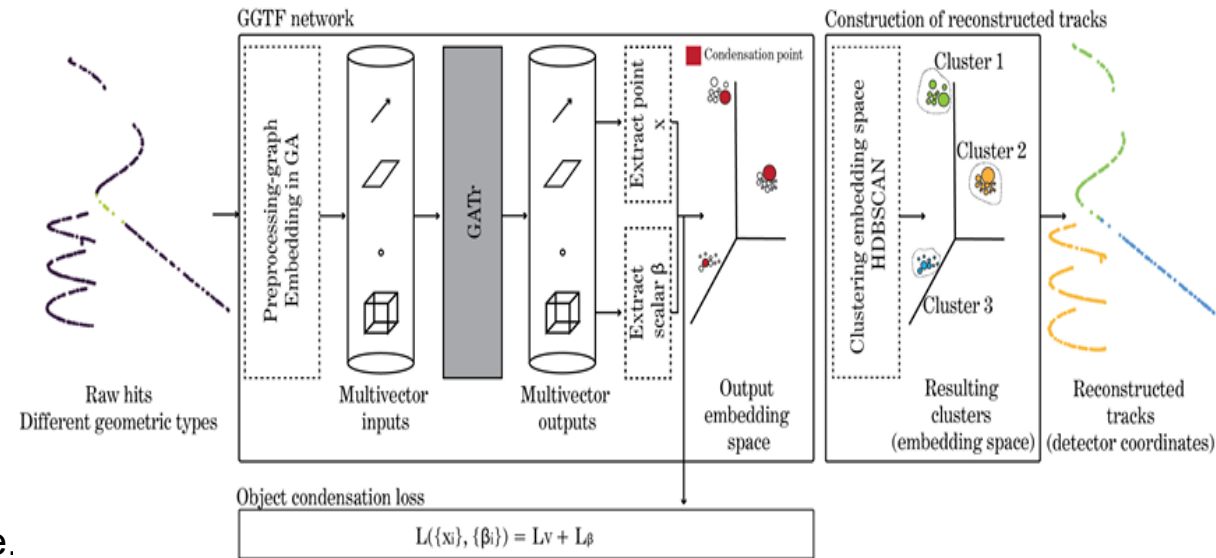 GGTF network
Construction of reconstructed tracks
Condensation point
Preprocessing-graph
Embedding in GA
GATr
Extract point
x
Extract
scalar β
Clustering embedding space
HDBSCAN
Cluster 1
Cluster 2
Cluster 3
Raw hits
Different geometric types
Multivector
inputs
Multivector
outputs
Output
embedding
space
Resulting
clusters
(embedding space)
Reconstructed
tracks
(detector coordinates)
Object condensation loss
L({xi}, {βi}) = Lv + Lβ
e.